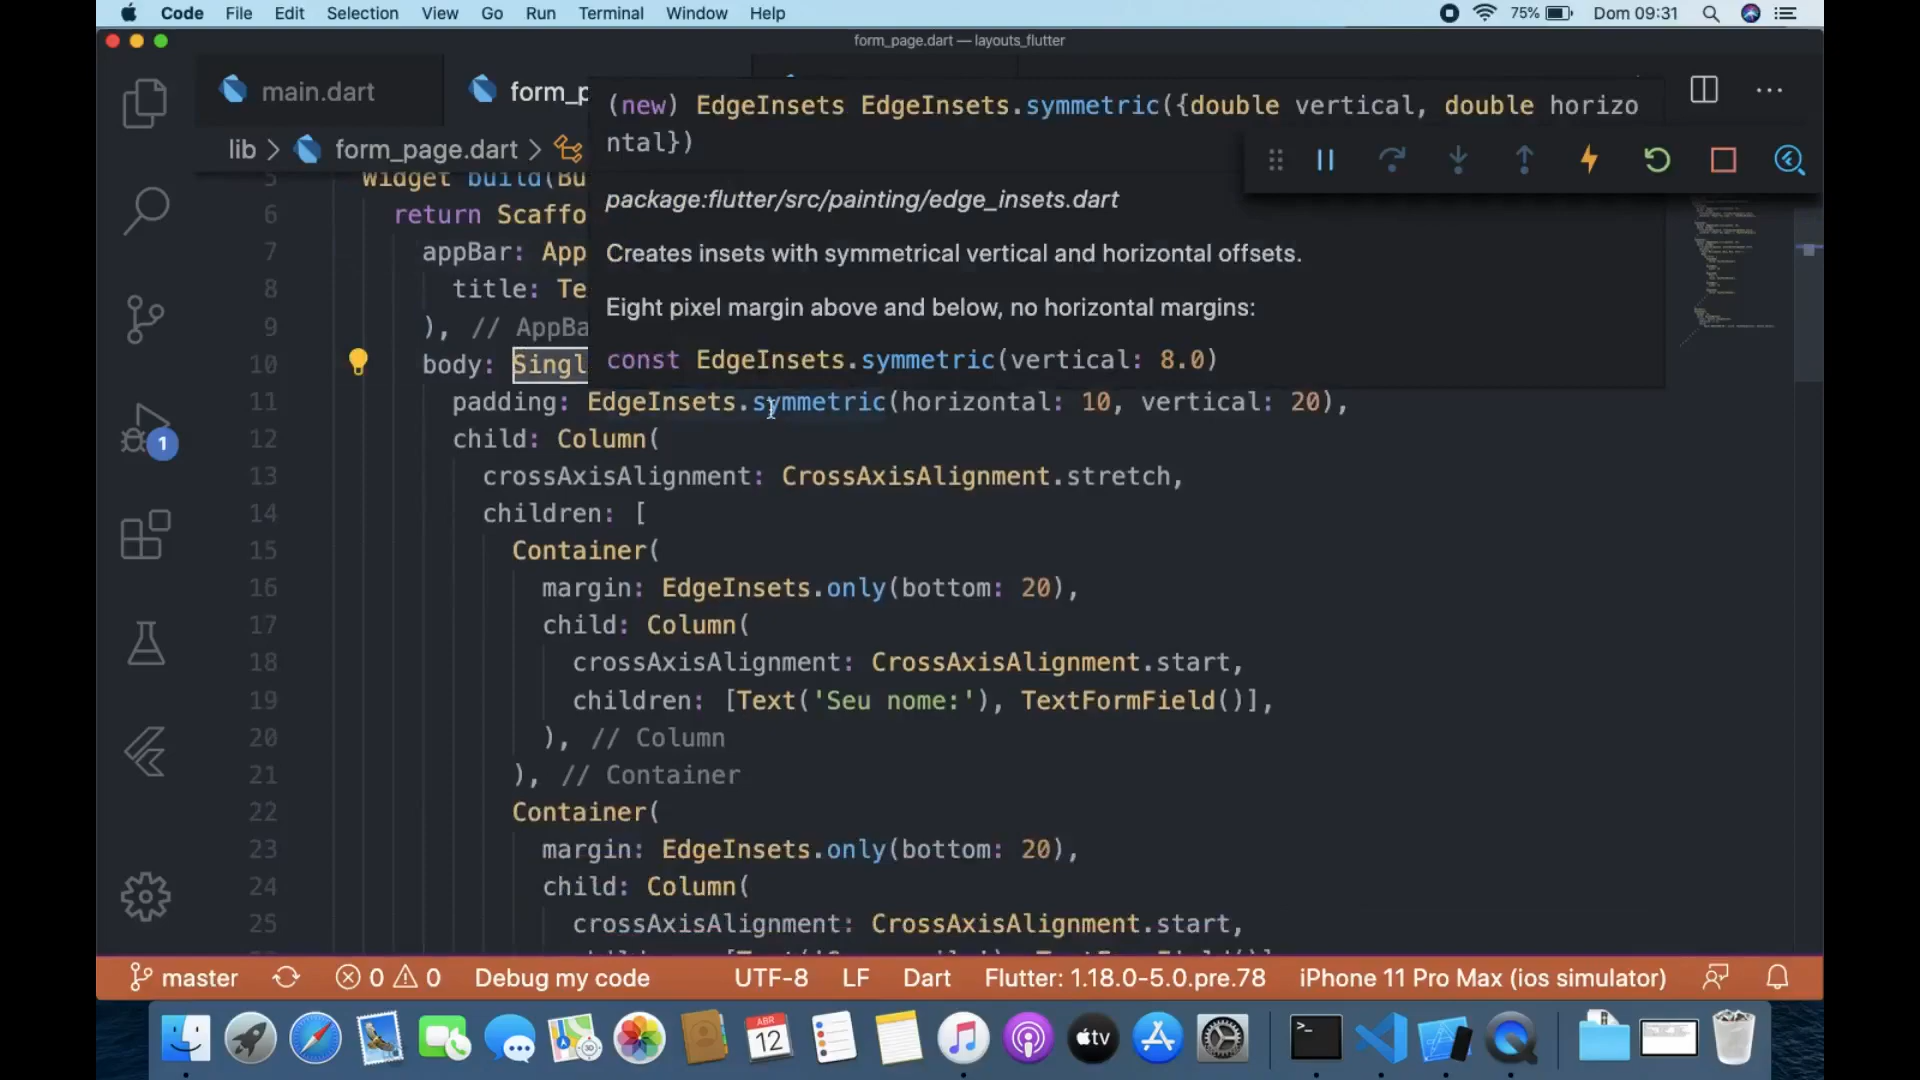 Code File Edit Selection View Go Run Terminal Window Help 75% Dom 09:31
form_page.dart — layouts_flutter
main.dart form_p
(new) EdgeInsets EdgeInsets.symmetric({double vertical, double horizo
ntal})
lib > form_page.dart >
package:flutter/src/painting/edge_insets.dart
Creates insets with symmetrical vertical and horizontal offsets.
Eight pixel margin above and below, no horizontal margins:
const EdgeInsets.symmetric(vertical: 8.0)
5 Widget build(Bu
6 return Scaffo
7 appBar: App
8 title: Te
9 ), // AppBa
10 body: Singl
11 padding: EdgeInsets.symmetric(horizontal: 10, vertical: 20),
12 child: Column(
13 crossAxisAlignment: CrossAxisAlignment.stretch,
14 children: [
15 Container(
16 margin: EdgeInsets.only(bottom: 20),
17 child: Column(
18 crossAxisAlignment: CrossAxisAlignment.start,
19 children: [Text('Seu nome:'), TextFormField()],
20 ), // Column
21 ), // Container
22 Container(
23 margin: EdgeInsets.only(bottom: 20),
24 child: Column(
25 crossAxisAlignment: CrossAxisAlignment.start,
1
master 0 0 Debug my code UTF-8 LF Dart Flutter: 1.18.0-5.0.pre.78 iPhone 11 Pro Max (ios simulator)
ABR
12
tv